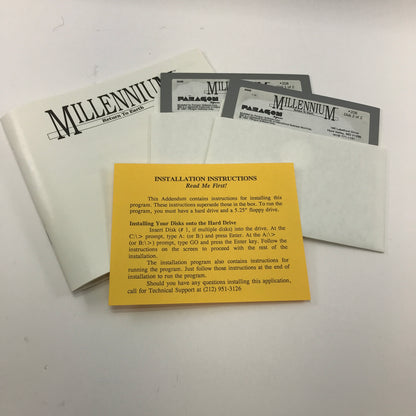 MILLENNIUM
Return To Earth
MILLENNIUM
PARAGON
MILLENNIUM
PARAGON
Disk 2 of 2
INSTALLATION INSTRUCTIONS
Read Me First!
This Addendum contains instructions for installing this
program. These instructions supersede those in the box. To run the
program, you must have a hard drive and a 5.25" floppy drive.
Installing Your Disks onto the Hard Drive
Insert Disk (# 1, if multiple disks) into the drive. At the
C:\> prompt, type A: (or B:) and press Enter. At the A:\>
(or B:\>) prompt, type GO and press the Enter key. Follow the
instructions on the screen to proceed with the rest of the
installation.
The installation program also contains instructions for
running the program. Just follow those instructions at the end of
installation to run the program.
Should you have any questions installing this application,
call for Technical Support at (212) 951-3126